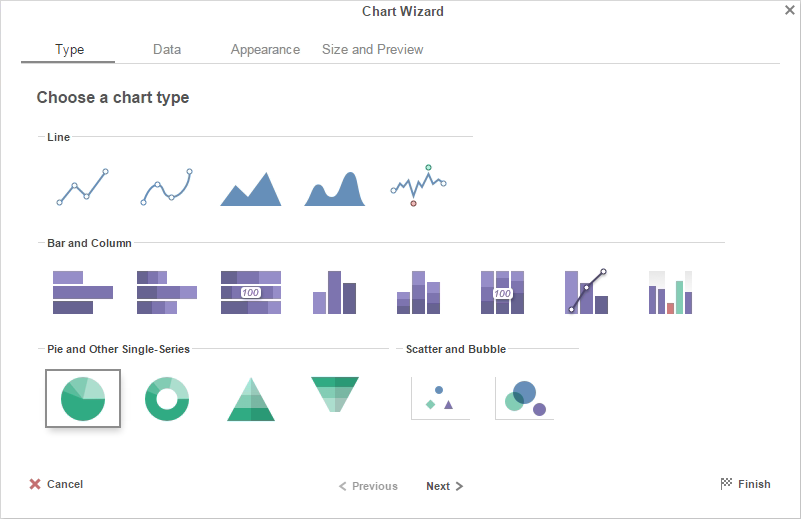 Chart Wizard
Type Data Appearance Size and Preview
Choose a chart type
Line
Bar and Column
100
100
Pie and Other Single-Series Scatter and Bubble
Cancel Previous Next Finish